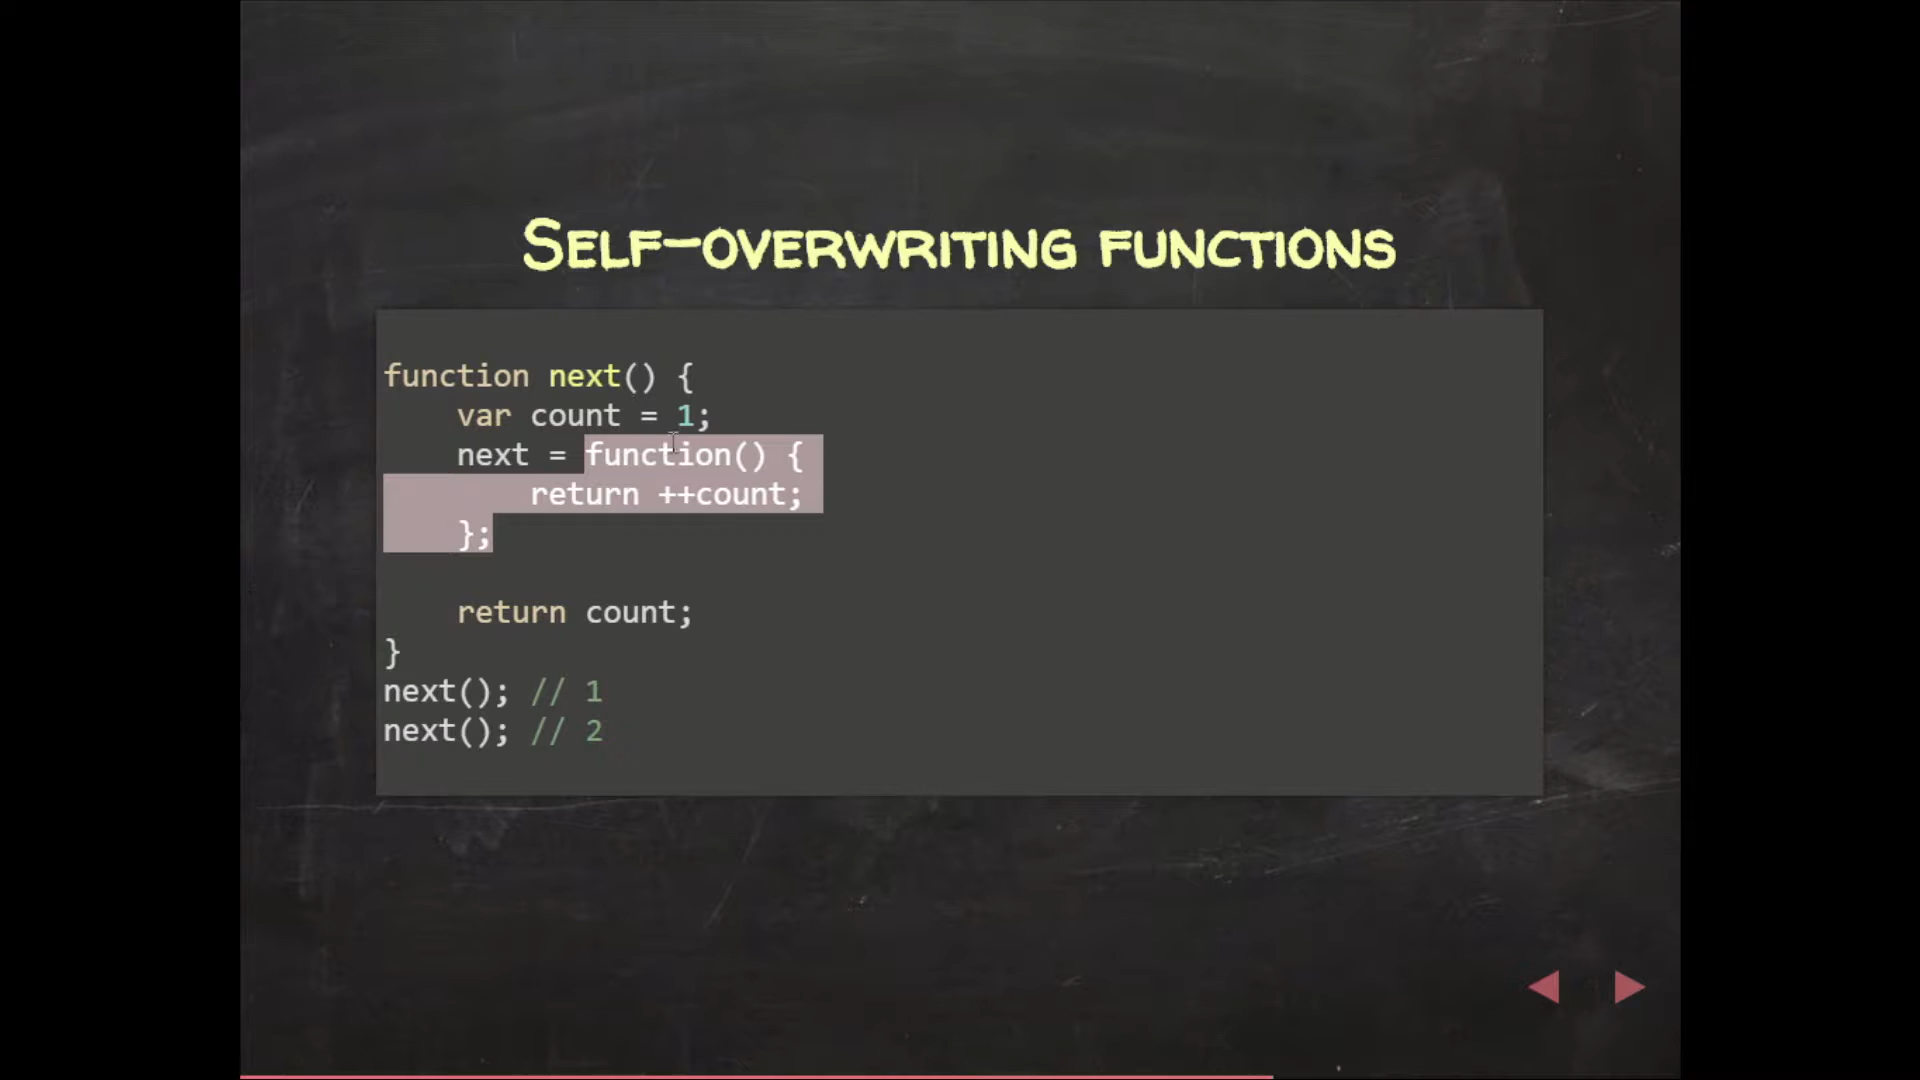 Self-overwriting functions
function next() {
    var count = 1;
    next = function() {
        return ++count;
    };
    return count;
}
next(); // 1
next(); // 2